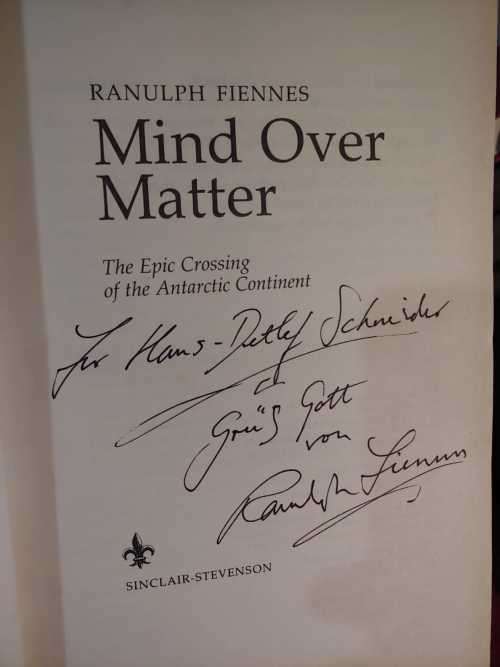 RANULPH FIENNES
Mind Over
Matter
The Epic Crossing
of the Antarctic Continent
For Hans-Detlef Schneider
Grüß Gott
von
Ranulph Fiennes
SINCLAIR-STEVENSON